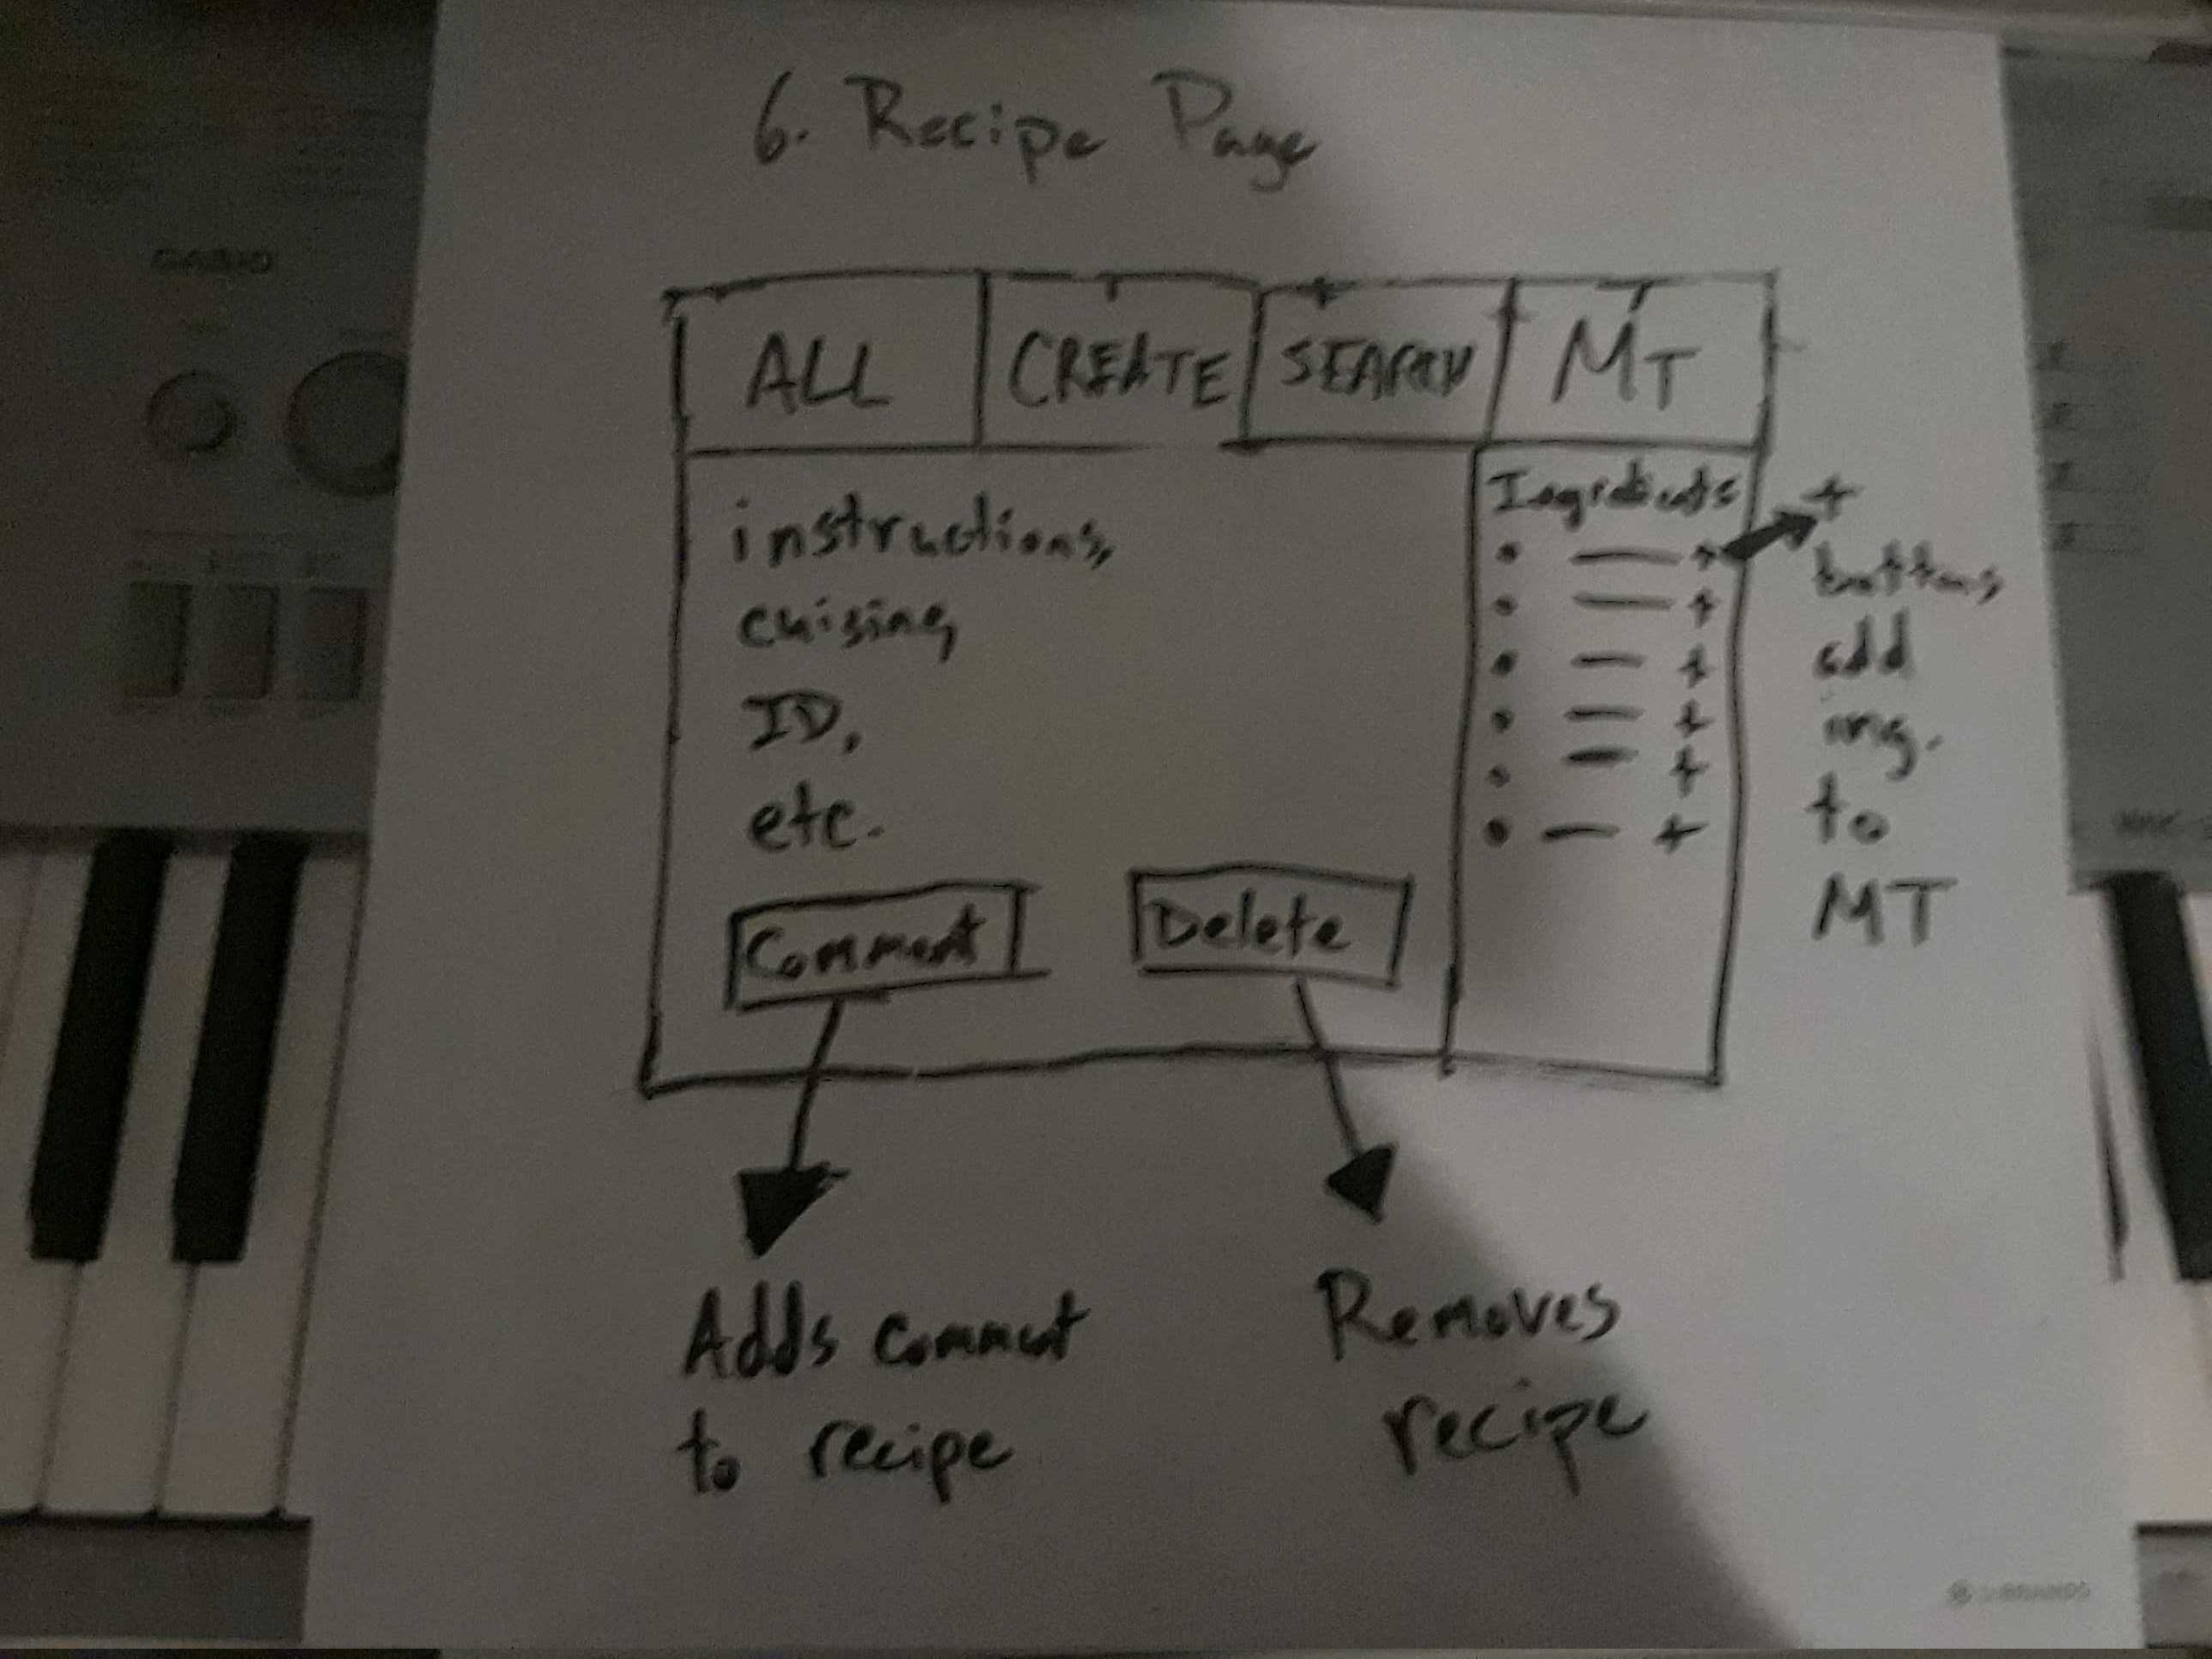 6. Recipe Page
ALL CREATE SEARCH MT
instructions,
cuising,
ID,
etc.
Comment Delete
Ingredients
+
+
+
+
+
+
+
buttons
add
ing.
to
MT
Adds comment
to recipe
Removes
recipe
CASIO